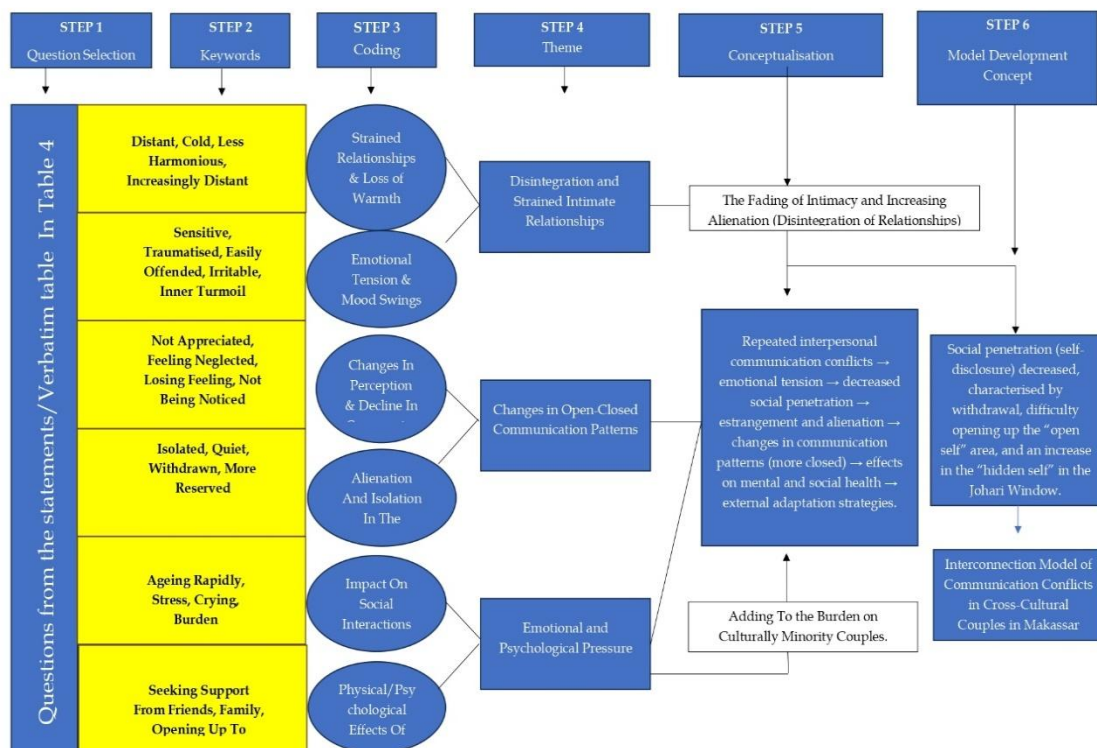 STEP 1
Question Selection
STEP 2
Keywords
STEP 3
Coding
STEP 4
Theme
STEP 5
Conceptualisation
STEP 6
Model Development
Concept
Questions from the statements/Verbatim table In Table 4
Distant, Cold, Less
Harmonious,
Increasingly Distant
Sensitive,
Traumatised, Easily
Offended, Irritable,
Inner Turmoil
Not Appreciated,
Feeling Neglected,
Losing Feeling, Not
Being Noticed
Isolated, Quiet,
Withdrawn, More
Reserved
Ageing Rapidly,
Stress, Crying,
Burden
Seeking Support
From Friends, Family,
Opening Up To
Strained
Relationships
& Loss of
Warmth
Emotional
Tension &
Mood Swings
Changes In
Perception
& Decline In
Alienation
And Isolation
In The
Impact On
Social
Interactions
Physical/Psy
chological
Effects Of
Disintegration and
Strained Intimate
Relationships
Changes in Open-Closed
Communication Patterns
Emotional and
Psychological Pressure
The Fading of Intimacy and Increasing
Alienation (Disintegration of Relationships)
Repeated interpersonal
communication conflicts →
emotional tension → decreased
social penetration →
estrangement and alienation →
changes in communication
patterns (more closed) → effects
on mental and social health →
external adaptation strategies.
Adding To the Burden on
Culturally Minority Couples.
Social penetration (self-
disclosure) decreased,
characterised by
withdrawal, difficulty
opening up the “open
self” area, and an increase
in the “hidden self” in the
Johari Window.
Interconnection Model of
Communication Conflicts
in Cross-Cultural
Couples in Makassar